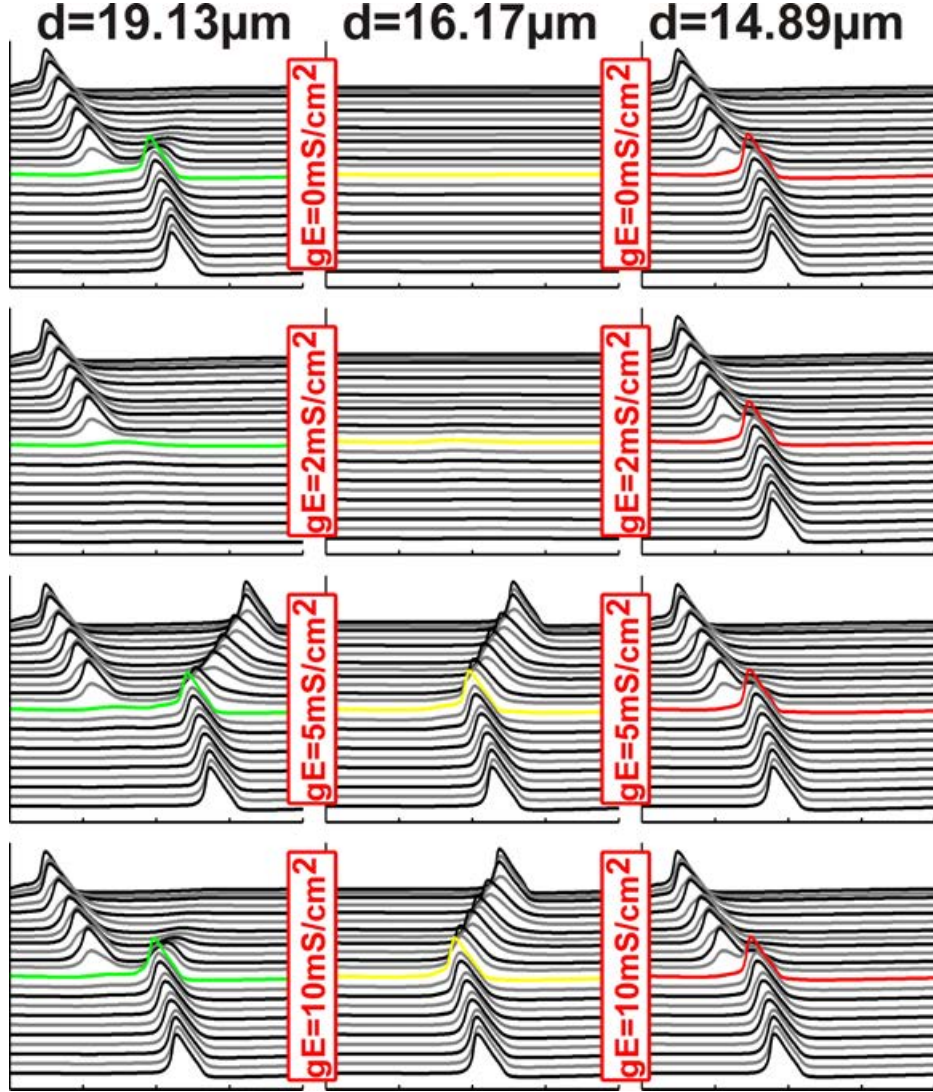 d=19.13μm d=16.17μm d=14.89μm
gE=0mS/cm2 gE=0mS/cm2
gE=2mS/cm2 gE=2mS/cm2
gE=5mS/cm2 gE=5mS/cm2
gE=10mS/cm2 gE=10mS/cm2